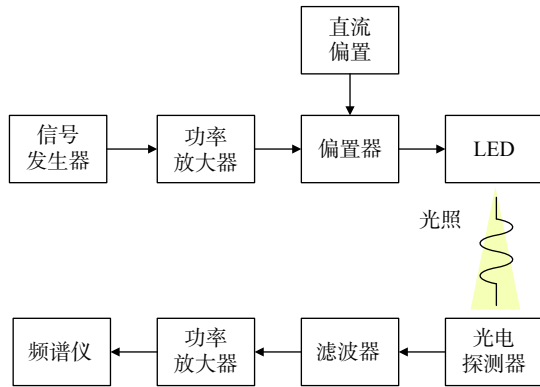 直流
偏置
信号
发生器
功率
放大器
偏置器
LED
光照
频谱仪
功率
放大器
滤波器
光电
探测器